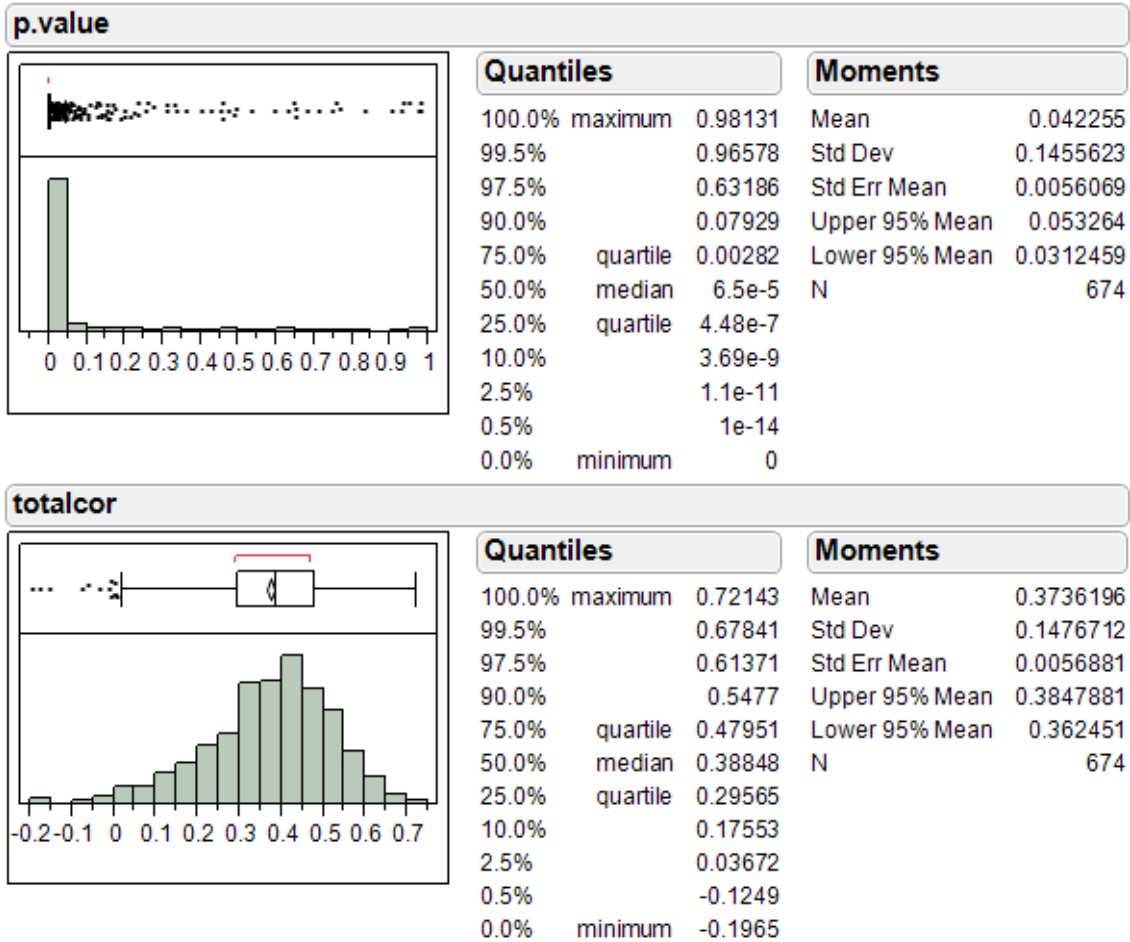 p.value
Quantiles
100.0% maximum 0.98131
99.5% 0.96578
97.5% 0.63186
90.0% 0.07929
75.0% quartile 0.00282
50.0% median 6.5e-5
25.0% quartile 4.48e-7
10.0% 3.69e-9
2.5% 1.1e-11
0.5% 1e-14
0.0% minimum 0
Moments
Mean 0.042255
Std Dev 0.1455623
Std Err Mean 0.0056069
Upper 95% Mean 0.053264
Lower 95% Mean 0.0312459
N 674
0 0.1 0.2 0.3 0.4 0.5 0.6 0.7 0.8 0.9 1
totalcor
Quantiles
100.0% maximum 0.72143
99.5% 0.67841
97.5% 0.61371
90.0% 0.5477
75.0% quartile 0.47951
50.0% median 0.38848
25.0% quartile 0.29565
10.0% 0.17553
2.5% 0.03672
0.5% -0.1249
0.0% minimum -0.1965
Moments
Mean 0.3736196
Std Dev 0.1476712
Std Err Mean 0.0056881
Upper 95% Mean 0.3847881
Lower 95% Mean 0.362451
N 674
-0.2 -0.1 0 0.1 0.2 0.3 0.4 0.5 0.6 0.7